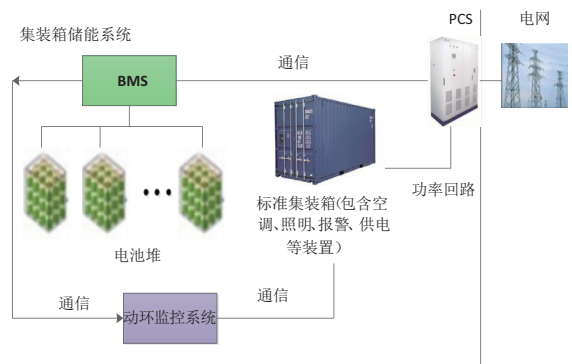 PCS
电网
集装箱储能系统
BMS
通信
标准集装箱(包含空
调、照明、报警、供电
等装置）
功率回路
电池堆
通信
通信
动环监控系统